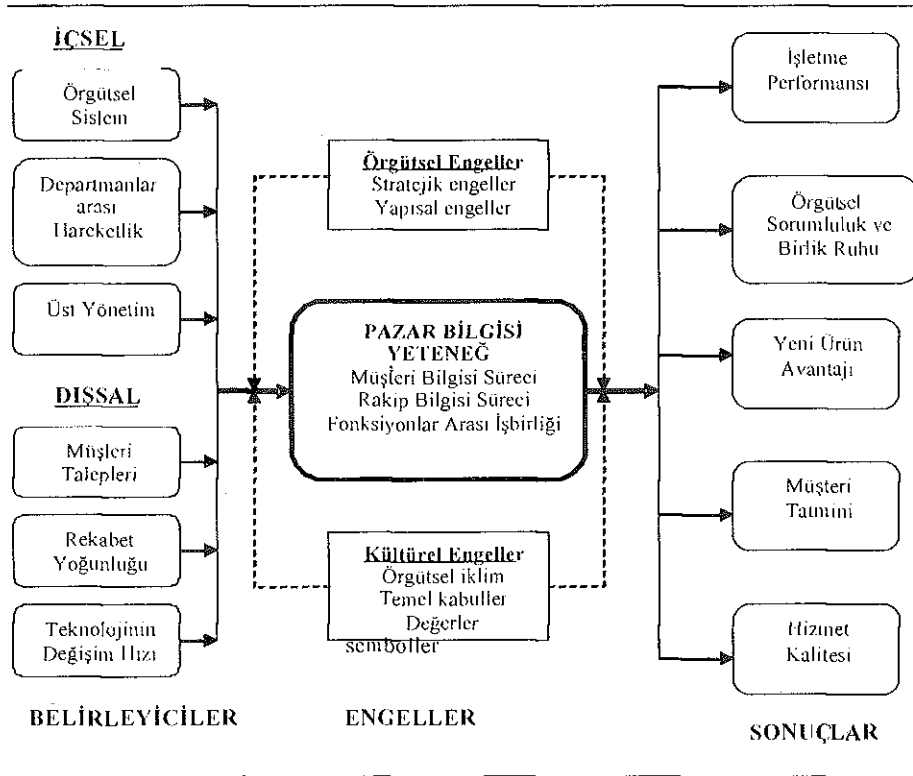 İÇSEL
Örgütsel
Sistem
Departmanlar
arası
Hareketlik
Üst Yönetim
DIŞSAL
Müşteri
Talepleri
Rekabet
Yoğunluğu
Teknolojinin
Değişim Hızı
BELİRLEYİCİLER
Örgütsel Engeller
Stratejik engeller
Yapısal engeller
PAZAR BİLGİSİ
YETENEĞ
Müşteri Bilgisi Süreci
Rakip Bilgisi Süreci
Fonksiyonlar Arası İşbirliği
Kültürel Engeller
Örgütsel iklim
Temel kabuller
Değerler
semboller
ENGELLER
İşletme
Performansı
Örgütsel
Sorumluluk ve
Birlik Ruhu
Yeni Ürün
Avantajı
Müşteri
Tatmini
Hizmet
Kalitesi
SONUÇLAR